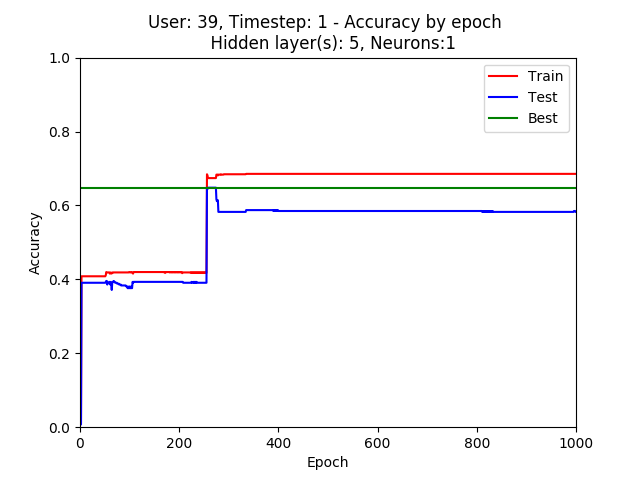 User: 39, Timestep: 1 - Accuracy by epoch
Hidden layer(s): 5, Neurons:1
Train
Test
Best
1.0
0.8
0.6
0.4
0.2
0.0
Accuracy
0 200 400 600 800 1000
Epoch